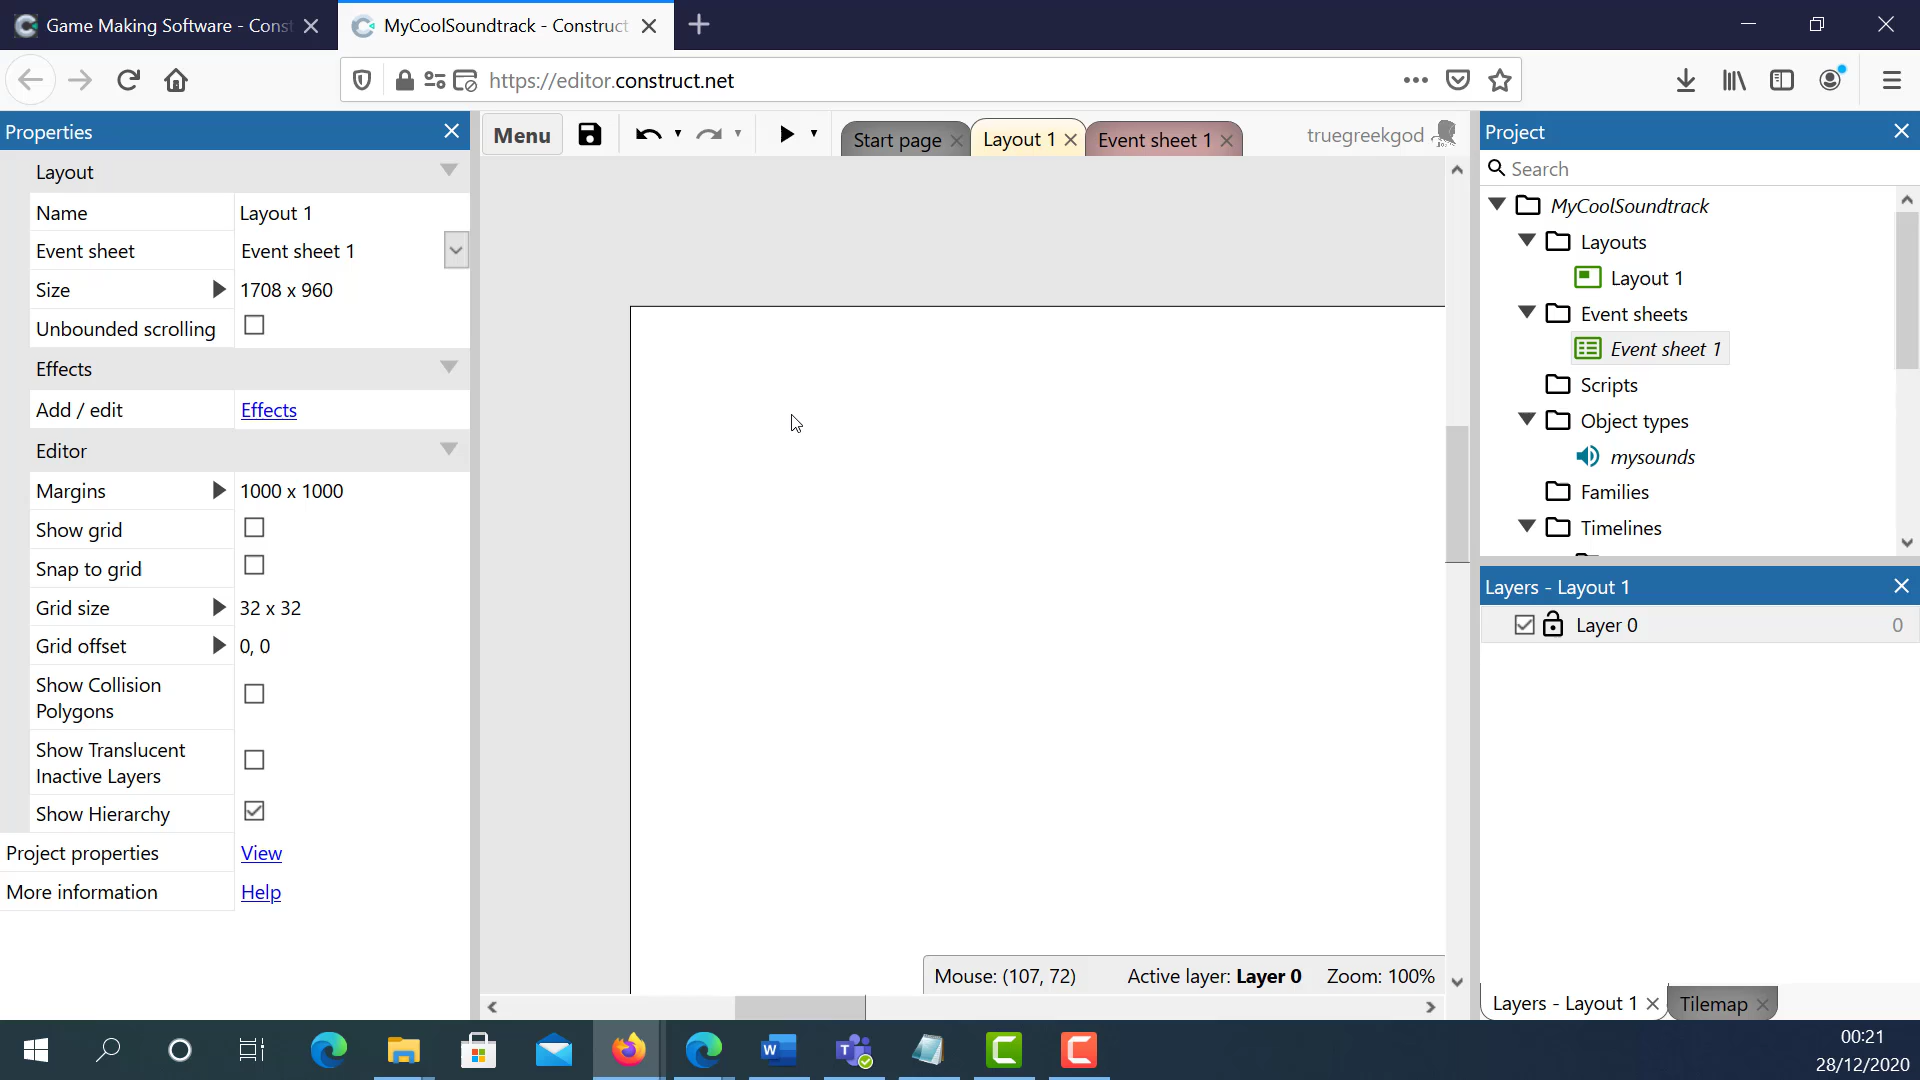 Game Making Software - Const
MyCoolSoundtrack - Construct
https://editor.construct.net
Properties
Layout
Name
Layout 1
Event sheet
Event sheet 1
Size
1708 x 960
Unbounded scrolling
Effects
Add / edit
Effects
Editor
Margins
1000 x 1000
Show grid
Snap to grid
Grid size
32 x 32
Grid offset
0, 0
Show Collision
Polygons
Show Translucent
Inactive Layers
Show Hierarchy
Project properties
View
More information
Help
Menu
Start page
Layout 1
Event sheet 1
truegreekgod
Mouse: (107, 72)
Active layer: Layer 0
Zoom: 100%
Project
Search
MyCoolSoundtrack
Layouts
Layout 1
Event sheets
Event sheet 1
Scripts
Object types
mysounds
Families
Timelines
Layers - Layout 1
Layer 0
0
Layers - Layout 1
Tilemap
00:21
28/12/2020